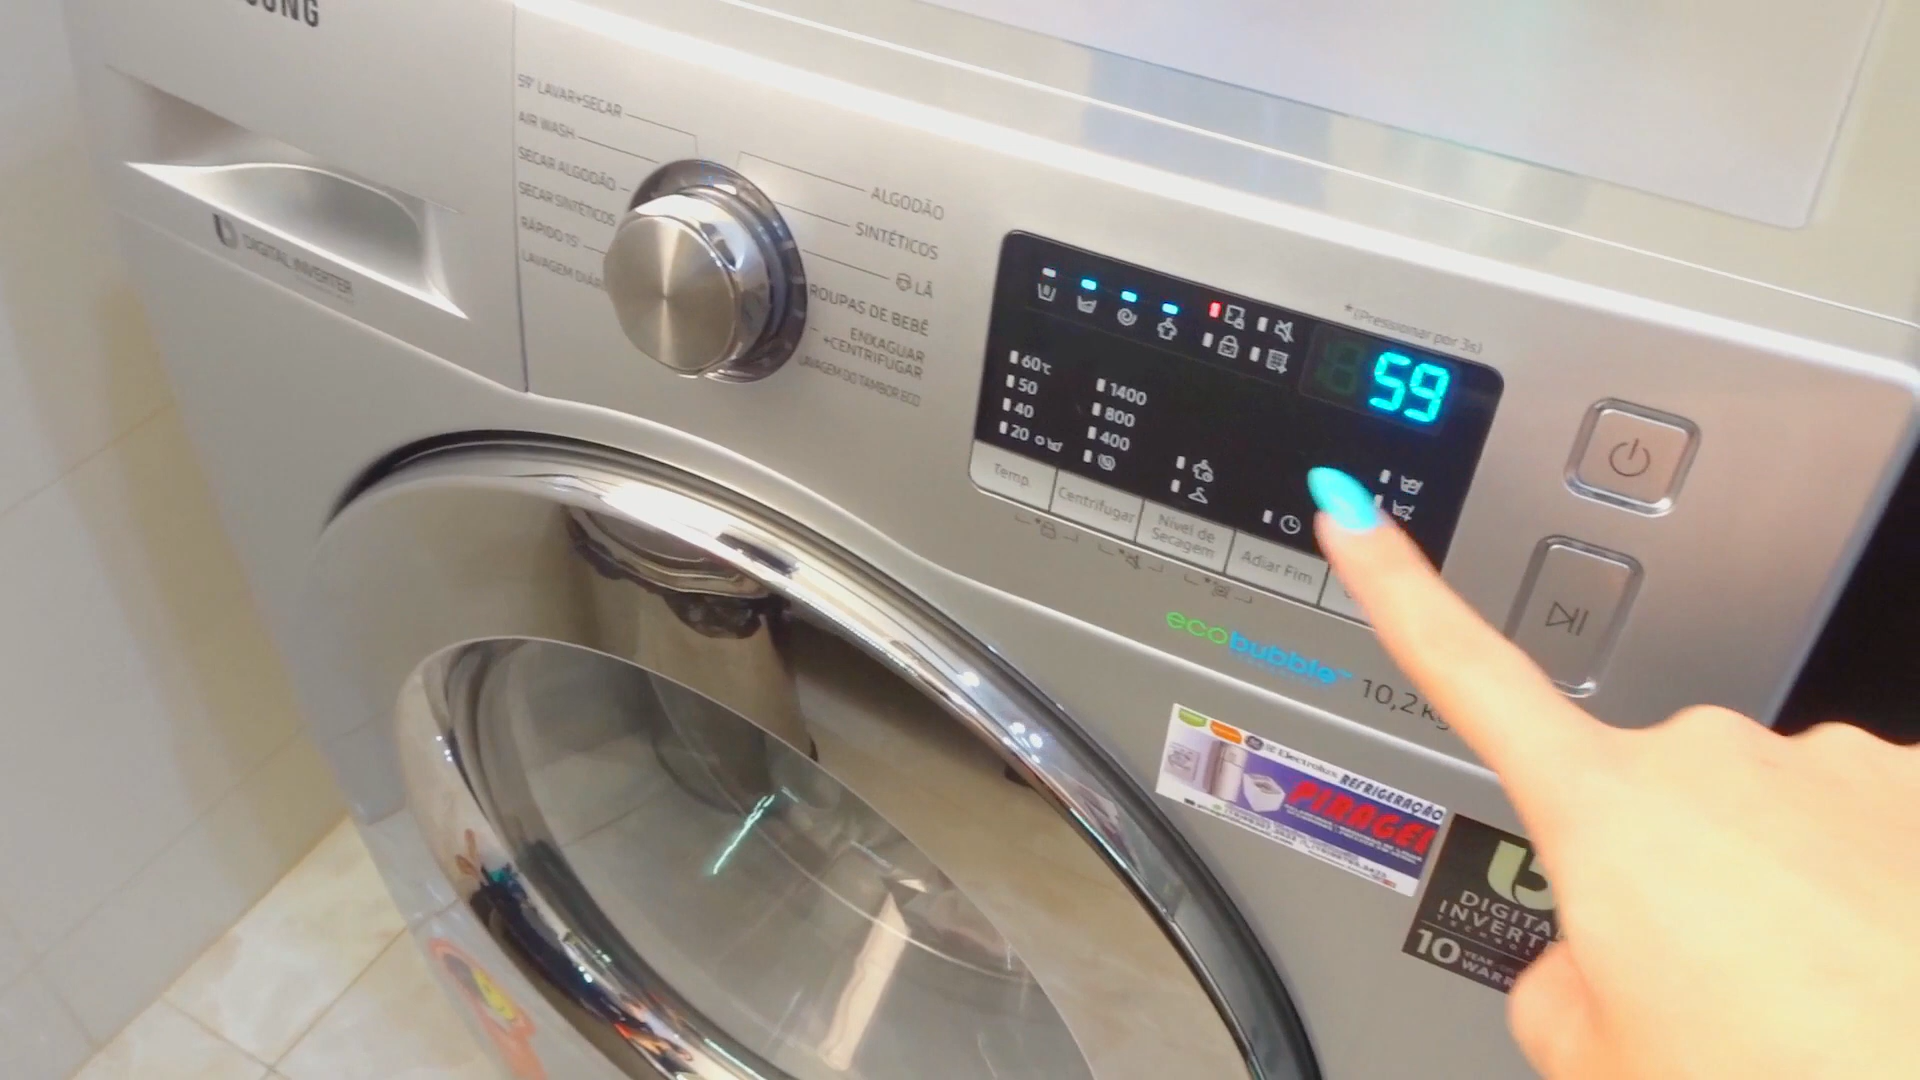 59' LAVAR+SECAR
AIR WASH
SECAR ALGODÃO
SECAR SINTÉTICOS
RÁPIDO 15'
ALGODÃO
SINTÉTICOS
LÃ
ROUPAS DE BEBÊ
ENXAGUAR
+CENTRIFUGAR
LAVAGEM DO TAMBOR ECO
DIGITAL INVERTER
*(Pressionar por 3s)
59
60°C
50
40
20
1400
800
400
Temp.
Centrifugar
Nível de
Secagem
Adiar Fim
ecobubble
10,2 kg
Electrolux
REFRIGERAÇÃO
PIRAGEL
DIGITAL
10 YEAR